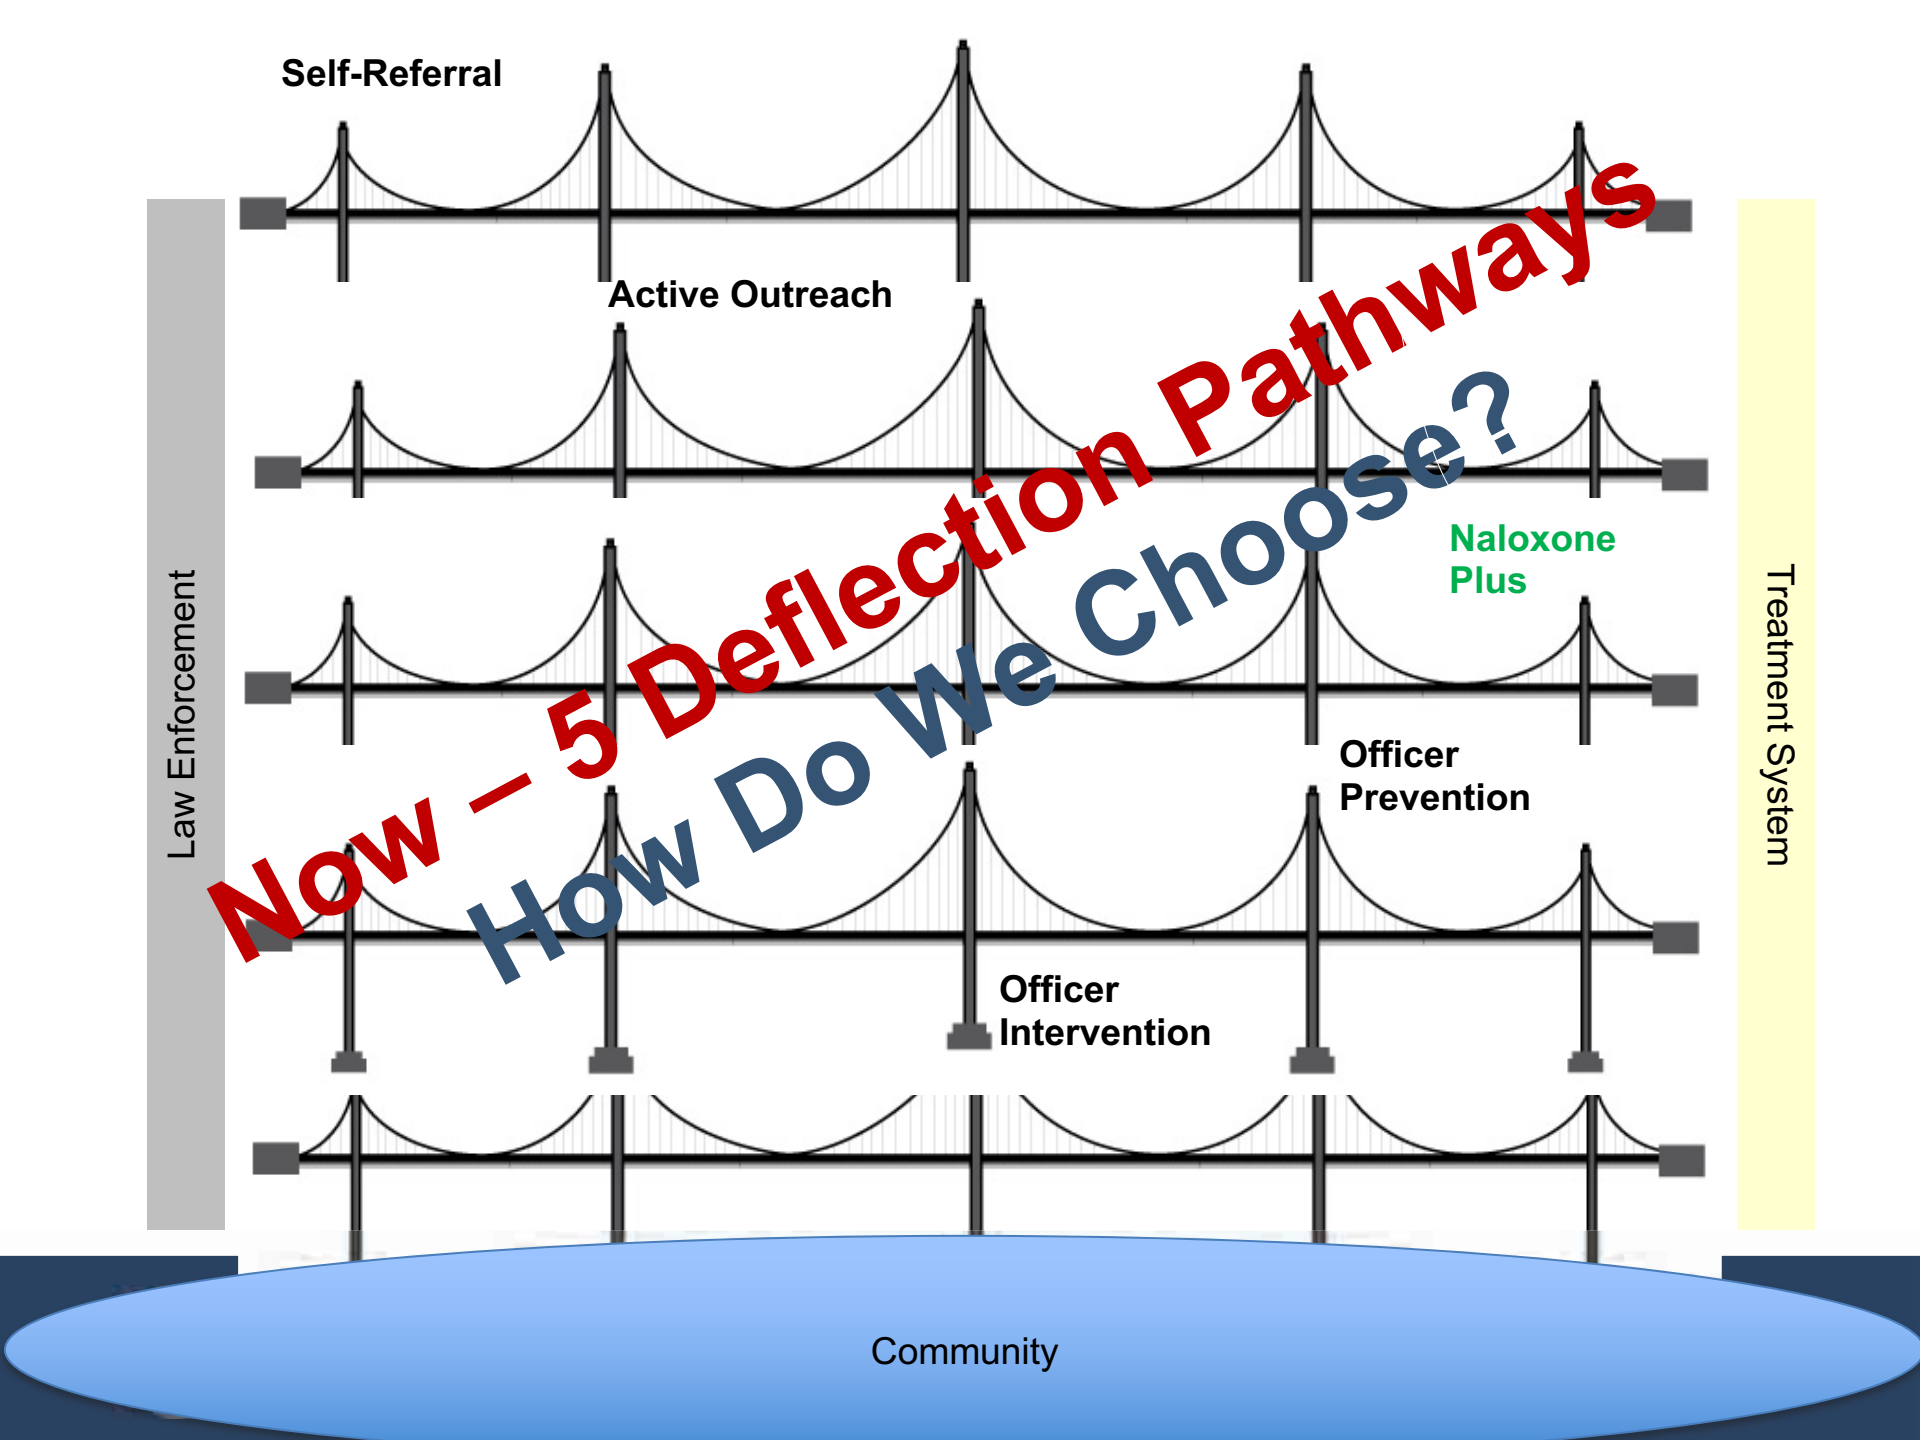 Self-Referral
Active Outreach
Now – 5 Deflection Pathways
How Do We Choose?
Naloxone
Plus
Officer
Prevention
Officer
Intervention
Law Enforcement
Treatment System
Community